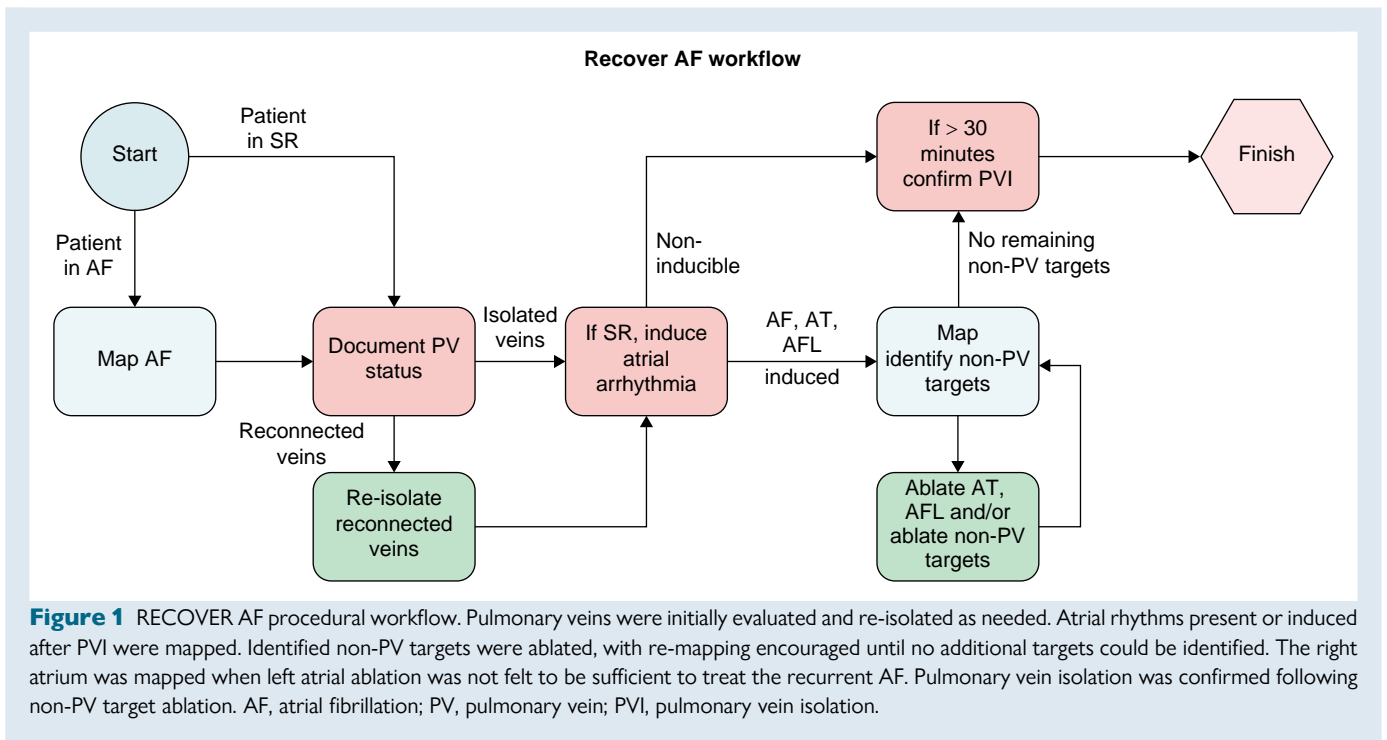 Recover AF workflow
Start
Patient
in SR
If > 30
minutes
confirm PVI
Finish
Patient
in AF
Non-
inducible
No remaining
non-PV targets
Map AF
Document PV
status
Isolated
veins
If SR, induce
atrial
arrhythmia
AF, AT,
AFL
induced
Map
identify non-PV
targets
Reconnected
veins
Re-isolate
reconnected
veins
Ablate AT,
AFL and/or
ablate non-PV
targets
Figure 1 RECOVER AF procedural workflow. Pulmonary veins were initially evaluated and re-isolated as needed. Atrial rhythms present or induced
after PVI were mapped. Identified non-PV targets were ablated, with re-mapping encouraged until no additional targets could be identified. The right
atrium was mapped when left atrial ablation was not felt to be sufficient to treat the recurrent AF. Pulmonary vein isolation was confirmed following
non-PV target ablation. AF, atrial fibrillation; PV, pulmonary vein; PVI, pulmonary vein isolation.